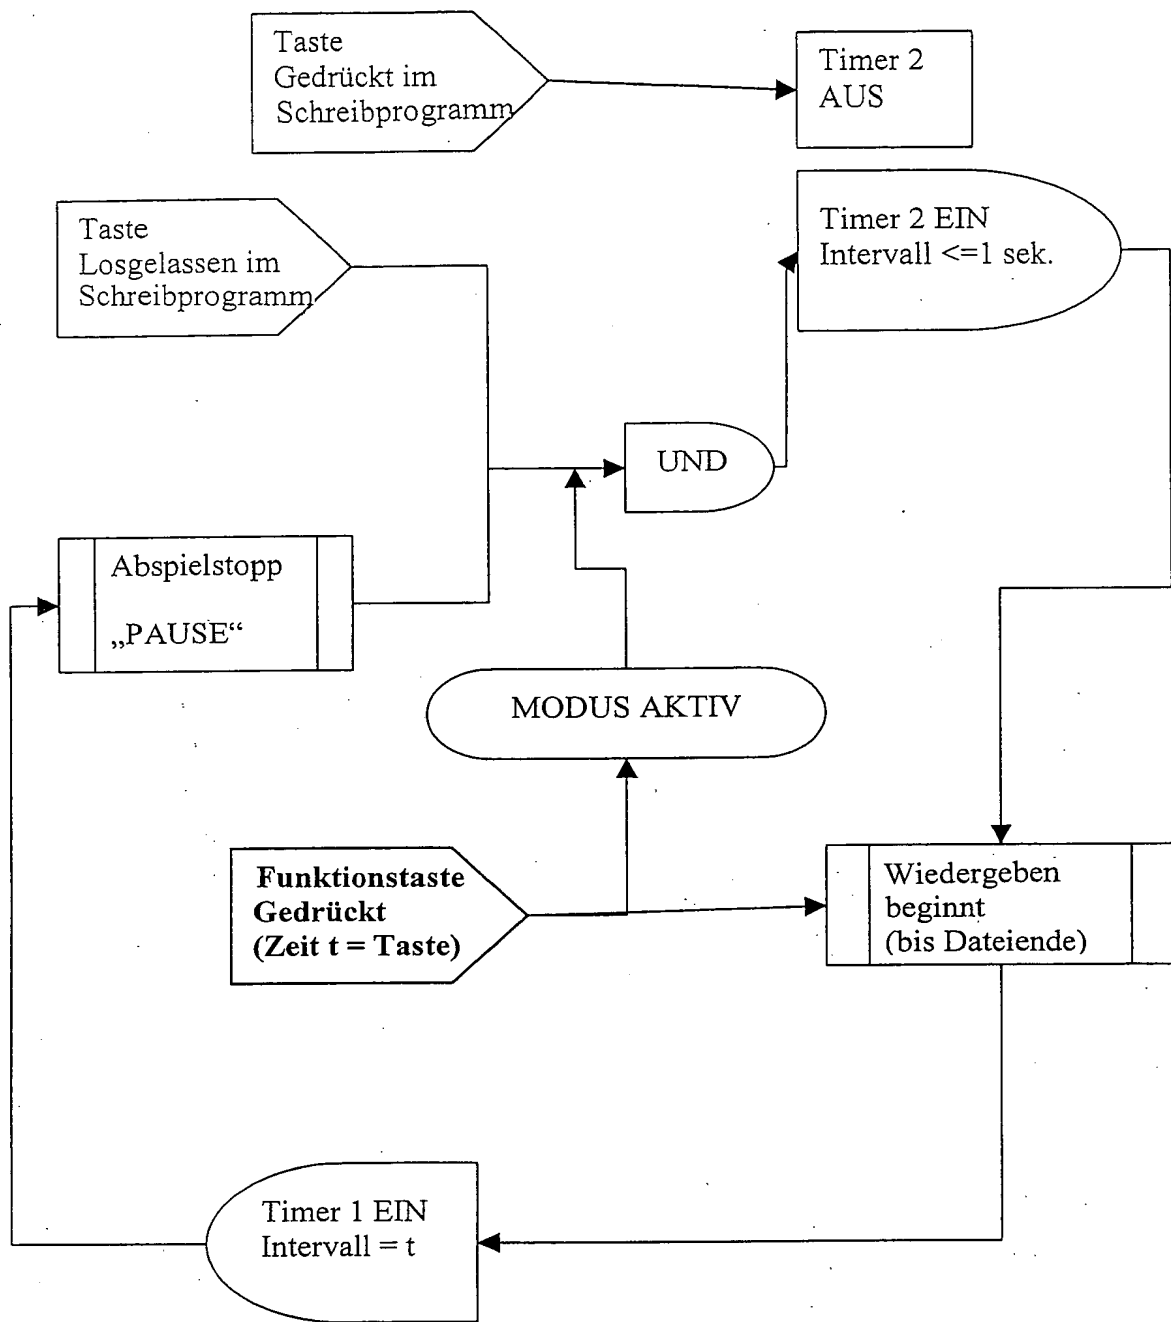 Taste
Gedrückt im
Schreibprogramm
Timer 2
AUS
Taste
Losgelassen im
Schreibprogramm
Timer 2 EIN
Intervall <=1 sek.
UND
Abspielstopp
„PAUSE“
MODUS AKTIV
Funktionstaste
Gedrückt
(Zeit t = Taste)
Wiedergeben
beginnt
(bis Dateiende)
Timer 1 EIN
Intervall = t